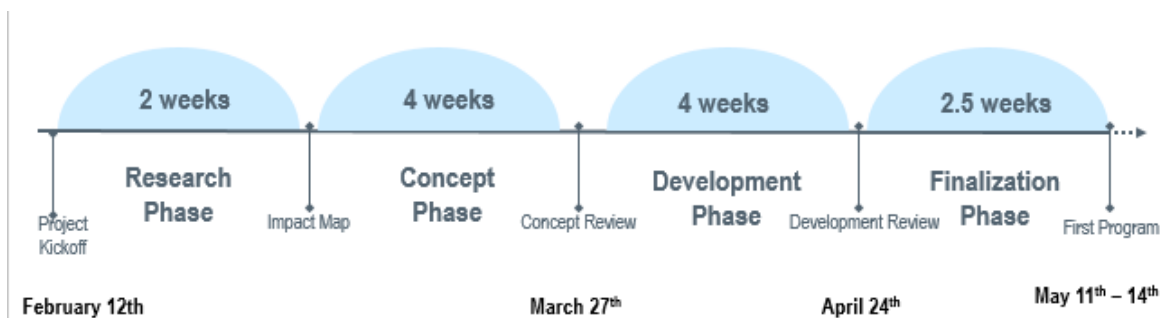 2 weeks
4 weeks
4 weeks
2.5 weeks
Research
Phase
Concept
Phase
Development
Phase
Finalization
Phase
Project
Kickoff
Impact Map
Concept Review
Development Review
First Program
February 12th
March 27th
April 24th
May 11th – 14th